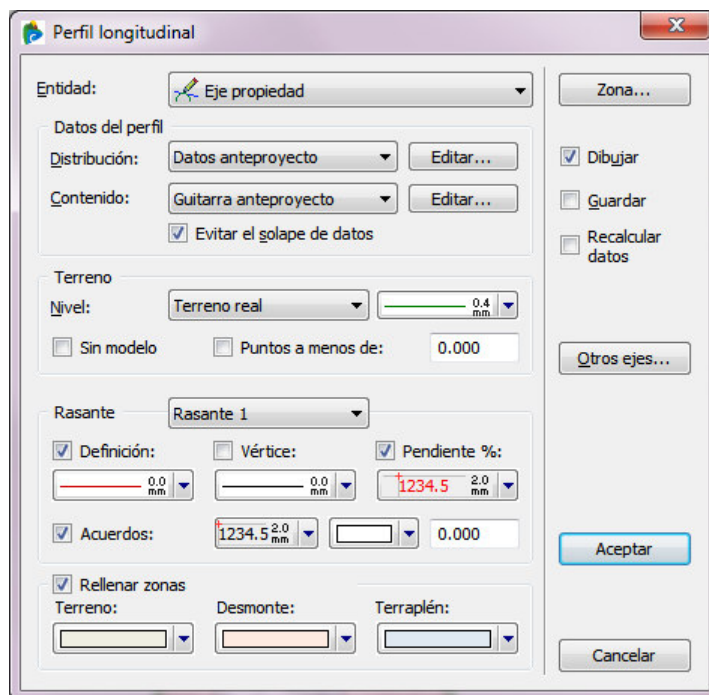 Perfil longitudinal
Entidad: Eje propiedad Zona...
Datos del perfil
Distribución: Datos anteproyecto Editar... Dibujar
Contenido: Guitarra anteproyecto Editar... Guardar
Evitar el solape de datos Recalcular datos
Terreno
Nivel: Terreno real 0.4 mm
Sin modelo Puntos a menos de: 0.000 Otros ejes...
Rasante Rasante 1
Definición: Vértice: Pendiente %:
0.0 mm 0.0 mm 1234.5 2.0 mm
Acuerdos: 1234.5 2.0 mm 0.000 Aceptar
Rellenar zonas
Terreno: Desmonte: Terraplén:
Cancelar